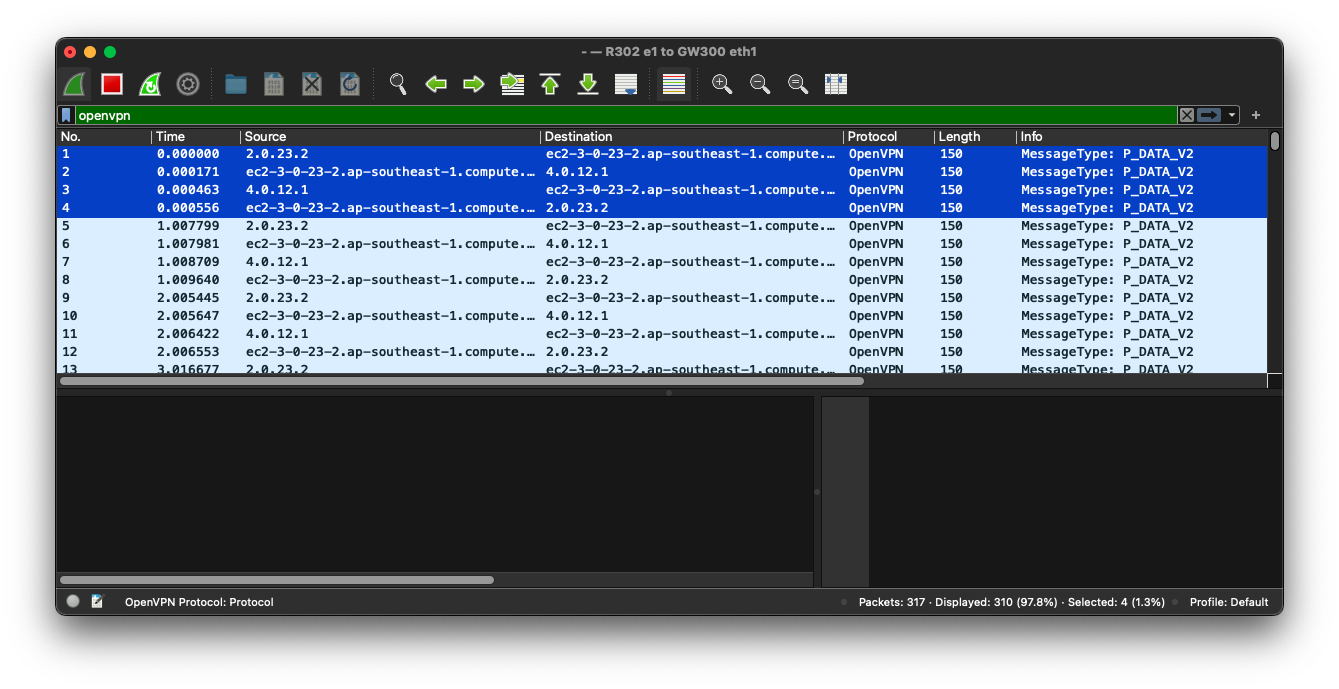 - — R302 e1 to GW300 eth1
openvpn
No. Time Source Destination Protocol Length Info
1 0.000000 2.0.23.2 ec2-3-0-23-2.ap-southeast-1.compute.… OpenVPN 150 MessageType: P_DATA_V2
2 0.000171 ec2-3-0-23-2.ap-southeast-1.compute.… 4.0.12.1 OpenVPN 150 MessageType: P_DATA_V2
3 0.000463 4.0.12.1 ec2-3-0-23-2.ap-southeast-1.compute.… OpenVPN 150 MessageType: P_DATA_V2
4 0.000556 ec2-3-0-23-2.ap-southeast-1.compute.… 2.0.23.2 OpenVPN 150 MessageType: P_DATA_V2
5 1.007799 2.0.23.2 ec2-3-0-23-2.ap-southeast-1.compute.… OpenVPN 150 MessageType: P_DATA_V2
6 1.007981 ec2-3-0-23-2.ap-southeast-1.compute.… 4.0.12.1 OpenVPN 150 MessageType: P_DATA_V2
7 1.008709 4.0.12.1 ec2-3-0-23-2.ap-southeast-1.compute.… OpenVPN 150 MessageType: P_DATA_V2
8 1.009640 ec2-3-0-23-2.ap-southeast-1.compute.… 2.0.23.2 OpenVPN 150 MessageType: P_DATA_V2
9 2.005445 2.0.23.2 ec2-3-0-23-2.ap-southeast-1.compute.… OpenVPN 150 MessageType: P_DATA_V2
10 2.005647 ec2-3-0-23-2.ap-southeast-1.compute.… 4.0.12.1 OpenVPN 150 MessageType: P_DATA_V2
11 2.006422 4.0.12.1 ec2-3-0-23-2.ap-southeast-1.compute.… OpenVPN 150 MessageType: P_DATA_V2
12 2.006553 ec2-3-0-23-2.ap-southeast-1.compute.… 2.0.23.2 OpenVPN 150 MessageType: P_DATA_V2
13 3.016677 2.0.23.2 ec2-3-0-23-2.ap-southeast-1.compute.… OpenVPN 150 MessageType: P_DATA_V2
OpenVPN Protocol: Protocol Packets: 317 · Displayed: 310 (97.8%) · Selected: 4 (1.3%) Profile: Default